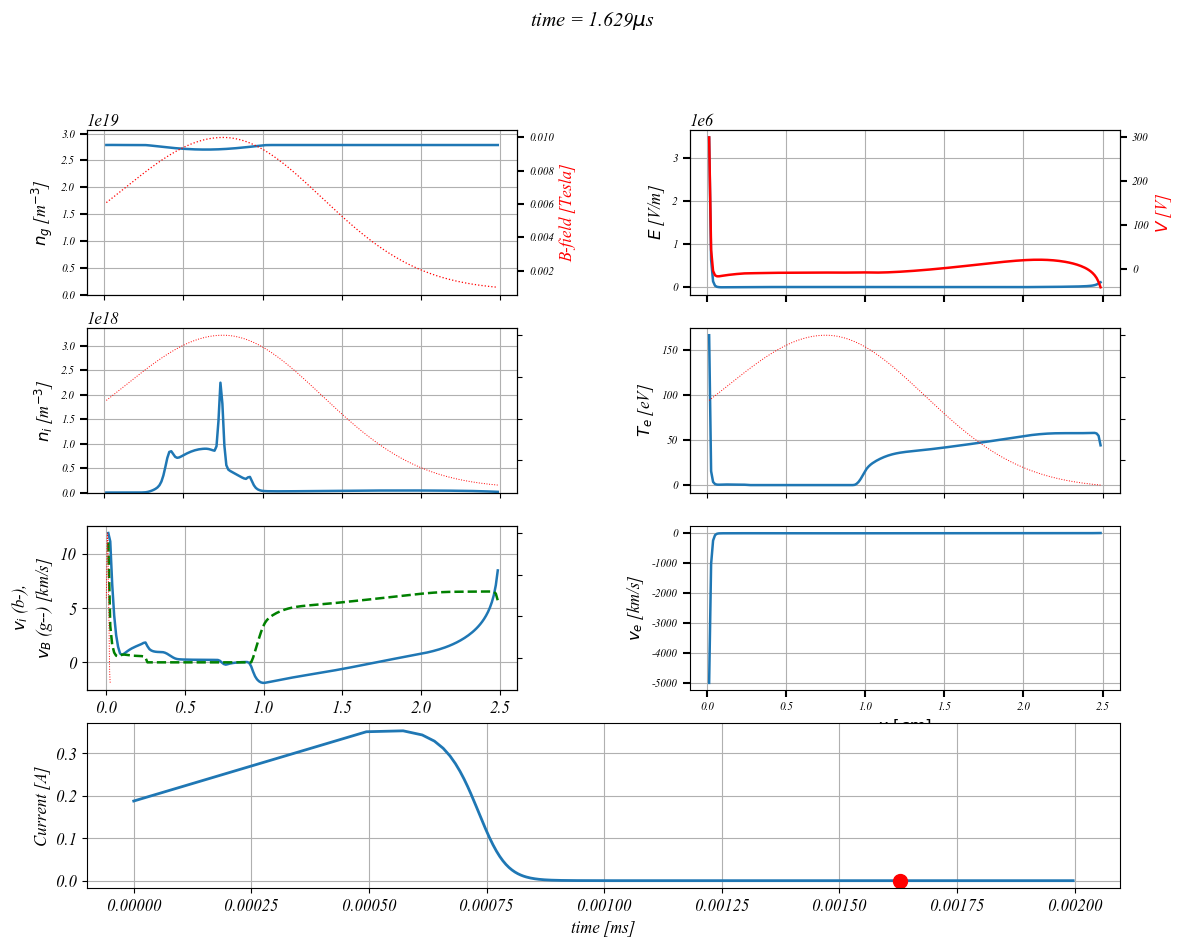 time = 1.629μs
1e19
3.0
2.5
2.0
1.5
1.0
0.5
0.0
n_g [m^{-3}]
0.010
0.008
0.006
0.004
0.002
B-field [Tesla]
1e6
3
2
1
0
E [V/m]
300
200
100
0
V [V]
1e18
3.0
2.5
2.0
1.5
1.0
0.5
0.0
n_i [m^{-3}]
150
100
50
0
T_e [eV]
10
5
0
v_i (b-),
v_B (g--) [km/s]
0.0 0.5 1.0 1.5 2.0 2.5
0
-1000
-2000
-3000
-4000
-5000
v_e [km/s]
0.0 0.5 1.0 1.5 2.0 2.5
0.3
0.2
0.1
0.0
Current [A]
0.00000 0.00025 0.00050 0.00075 0.00100 0.00125 0.00150 0.00175 0.00200
time [ms]